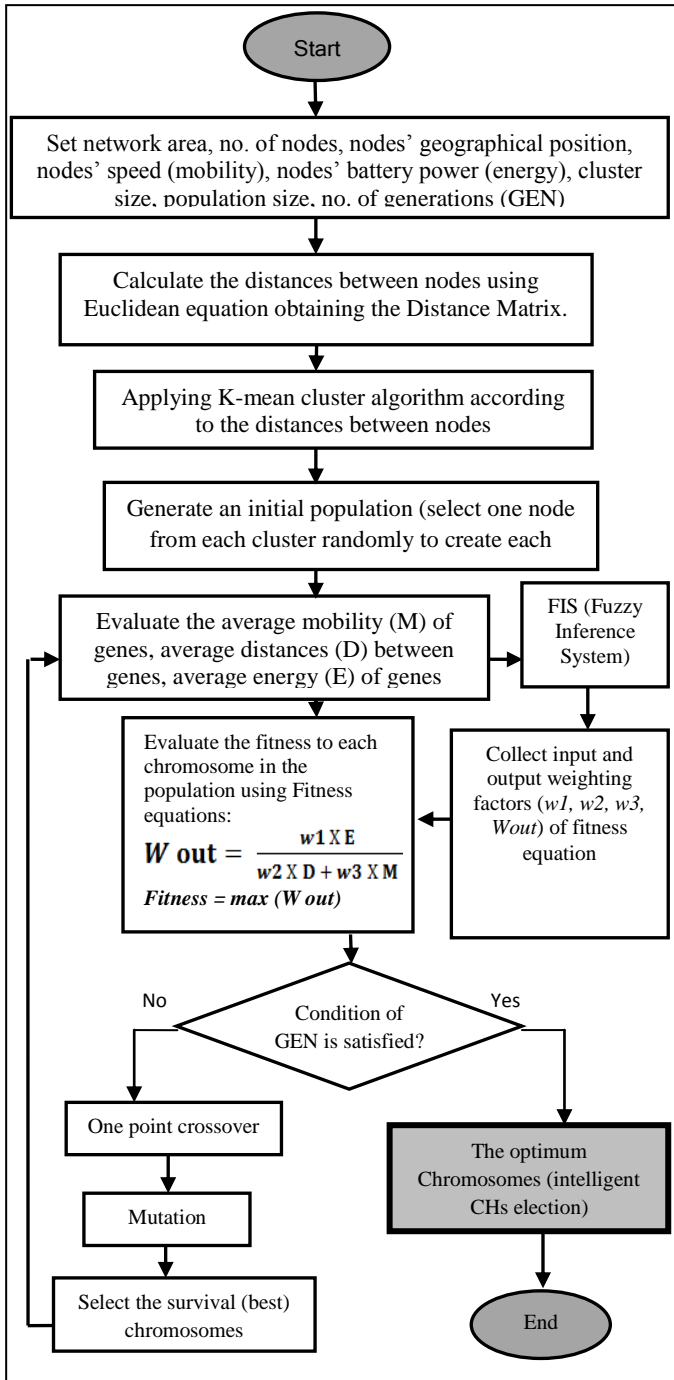 Start
Set network area, no. of nodes, nodes’ geographical position,
nodes’ speed (mobility), nodes’ battery power (energy), cluster
size, population size, no. of generations (GEN)
Calculate the distances between nodes using
Euclidean equation obtaining the Distance Matrix.
Applying K-mean cluster algorithm according
to the distances between nodes
Generate an initial population (select one node
from each cluster randomly to create each
Evaluate the average mobility (M) of
genes, average distances (D) between
genes, average energy (E) of genes
FIS (Fuzzy
Inference
System)
Evaluate the fitness to each
chromosome in the
population using Fitness
equations:
W out = w1 X E / w2 X D + w3 X M
Fitness = max (W out)
Collect input and
output weighting
factors (w1, w2, w3,
Wout) of fitness
equation
Condition of
GEN is satisfied?
No
Yes
One point crossover
Mutation
Select the survival (best)
chromosomes
The optimum
Chromosomes (intelligent
CHs election)
End